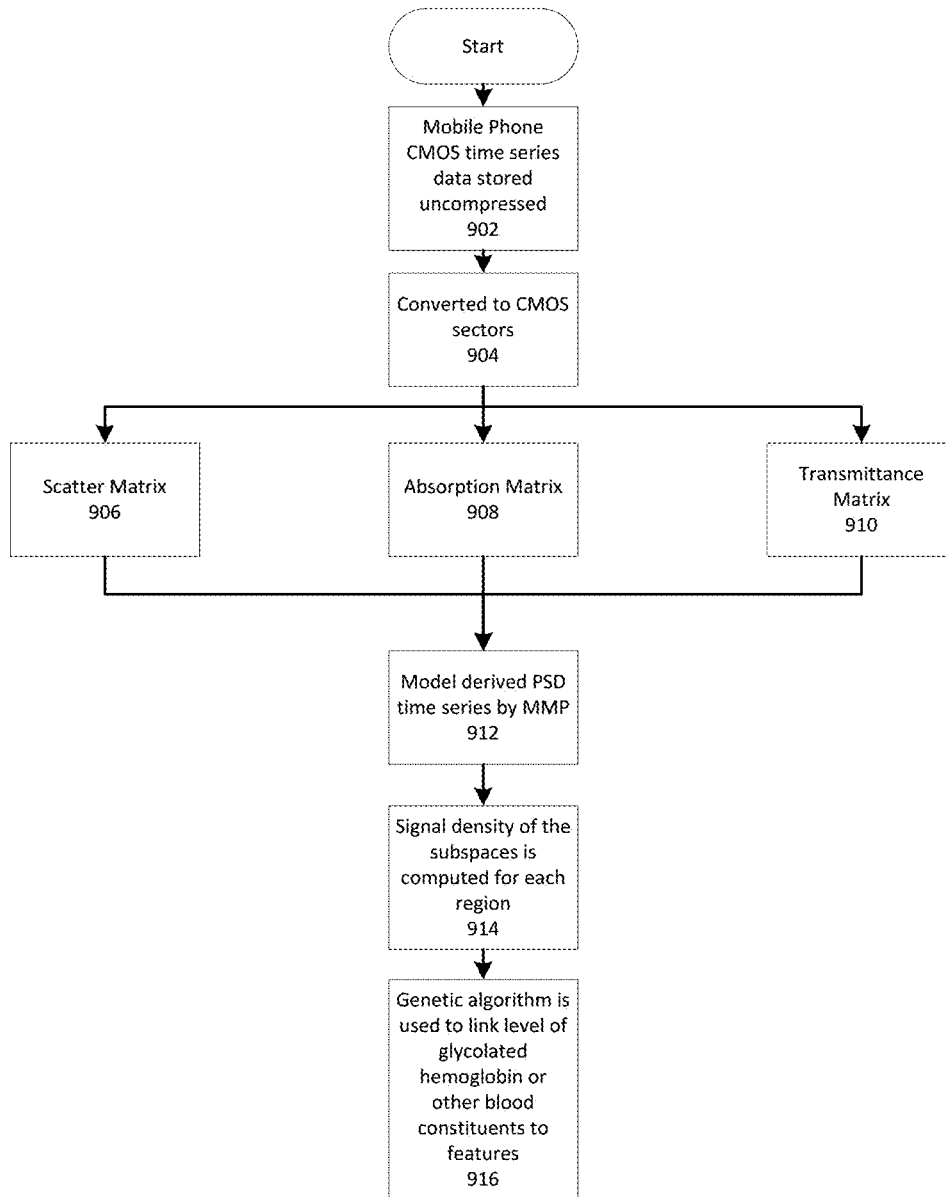 Start
Mobile Phone
CMOS time series
data stored
uncompressed
902
Converted to CMOS
sectors
904
Scatter Matrix
906
Absorption Matrix
908
Transmittance
Matrix
910
Model derived PSD
time series by MMP
912
Signal density of the
subspaces is
computed for each
region
914
Genetic algorithm is
used to link level of
glycolated
hemoglobin or
other blood
constituents to
features
916